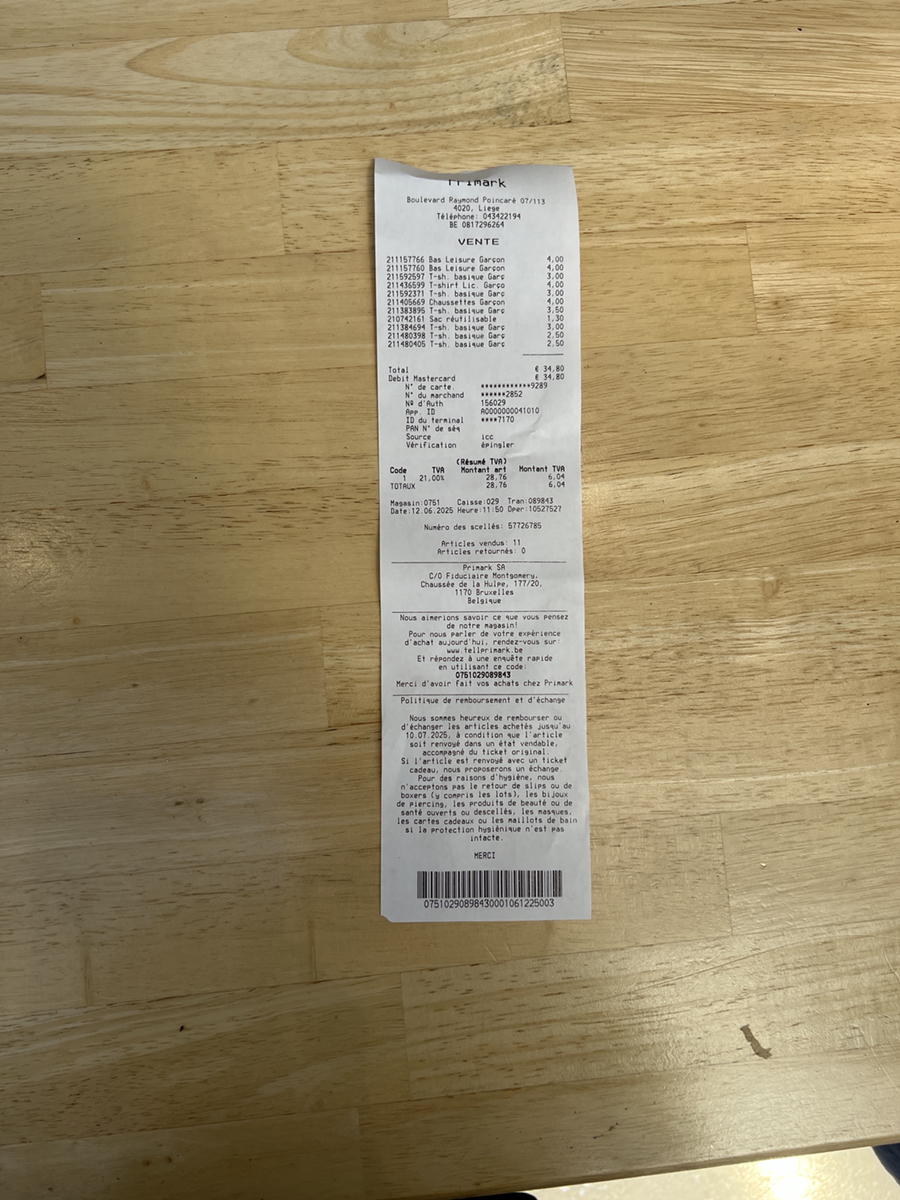 Primark
Boulevard Raymond Poincaré 07/113
4020, Liege
Téléphone: 043422194
BE 0817296264
VENTE
211157766 Bas Leisure Garçon 4,00
211157760 Bas Leisure Garçon 4,00
211592597 T-sh. basique Garç 3,00
211436599 T-shirt Lic. Garço 4,00
211592371 T-sh. basique Garç 3,00
211405669 Chaussettes Garçon 4,00
211383895 T-sh. basique Garç 3,50
210742161 Sac réutilisable 1,30
211384694 T-sh. basique Garç 3,00
211480398 T-sh. basique Garç 2,50
211480405 T-sh. basique Garç 2,50
Total € 34,80
Debit Mastercard € 34,80
N° de carte. ************9289
N° du marchand ******2852
Nº d'Auth 156029
App. ID A0000000041010
ID du terminal ****7170
PAN N° de séq
Source icc
Vérification épingler
(Résumé TVA)
Code TVA Montant art Montant TVA
1 21,00% 28,76 6,04
TOTAUX 28,76 6,04
Magasin:0751 Caisse:029 Tran:089843
Date:12.06.2025 Heure:11:50 Oper:10527527
Numéro des scellés: 57726785
Articles vendus: 11
Articles retournés: 0
Primark SA
C/O Fiduciaire Montgomery,
Chaussée de la Hulpe, 177/20,
1170 Bruxelles
Belgique
Nous aimerions savoir ce que vous pensez
de notre magasin!
Pour nous parler de votre expérience
d'achat aujourd'hui, rendez-vous sur:
www.tellprimark.be
Et répondez à une enquête rapide
en utilisant ce code:
0751029089843
Merci d'avoir fait vos achats chez Primark
Politique de remboursement et d'échange
Nous sommes heureux de rembourser ou
d'échanger les articles achetés jusqu'au
10.07.2025, à condition que l'article
soit renvoyé dans un état vendable,
accompagné du ticket original.
Si l'article est renvoyé avec un ticket
cadeau, nous proposerons un échange.
Pour des raisons d'hygiène, nous
n'acceptons pas le retour de slips ou de
boxers (y compris les lots), les bijoux
de piercing, les produits de beauté ou de
santé ouverts ou descellés, les masques,
les cartes cadeaux ou les maillots de bain
si la protection hygiénique n'est pas
intacte.
MERCI
07510290898430001061225003